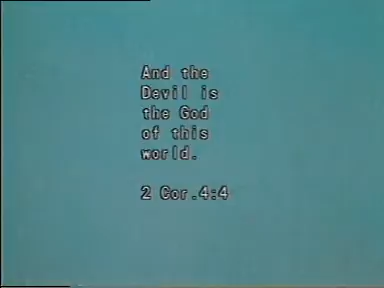 And the
Devil is
the God
of this
world.
2 Cor.4:4